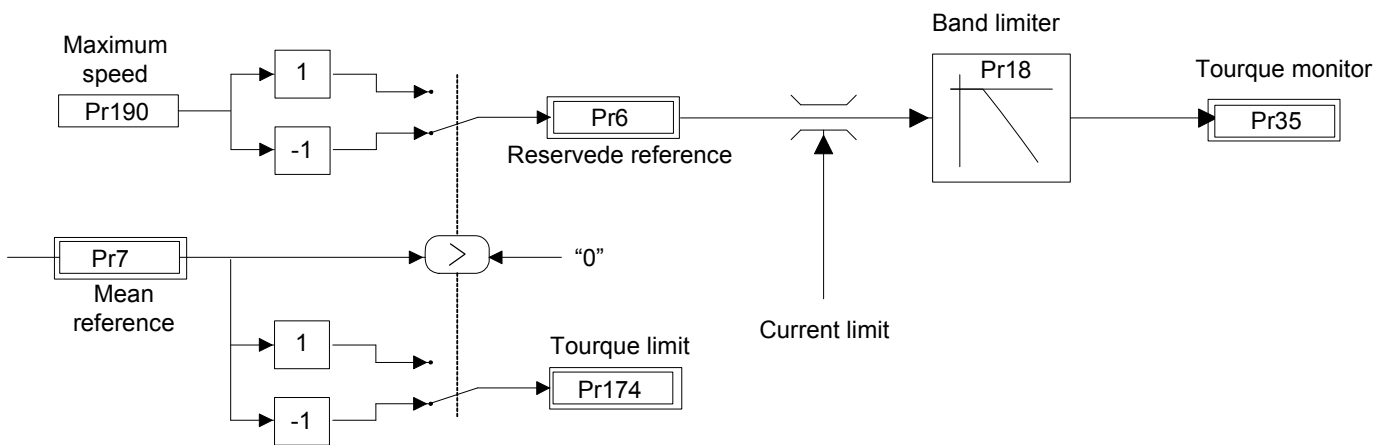 Maximum
speed
Pr190
1
-1
Pr6
Reservede reference
Band limiter
Pr18
Tourque monitor
Pr35
Pr7
Mean
reference
>
“0”
Current limit
1
-1
Tourque limit
Pr174